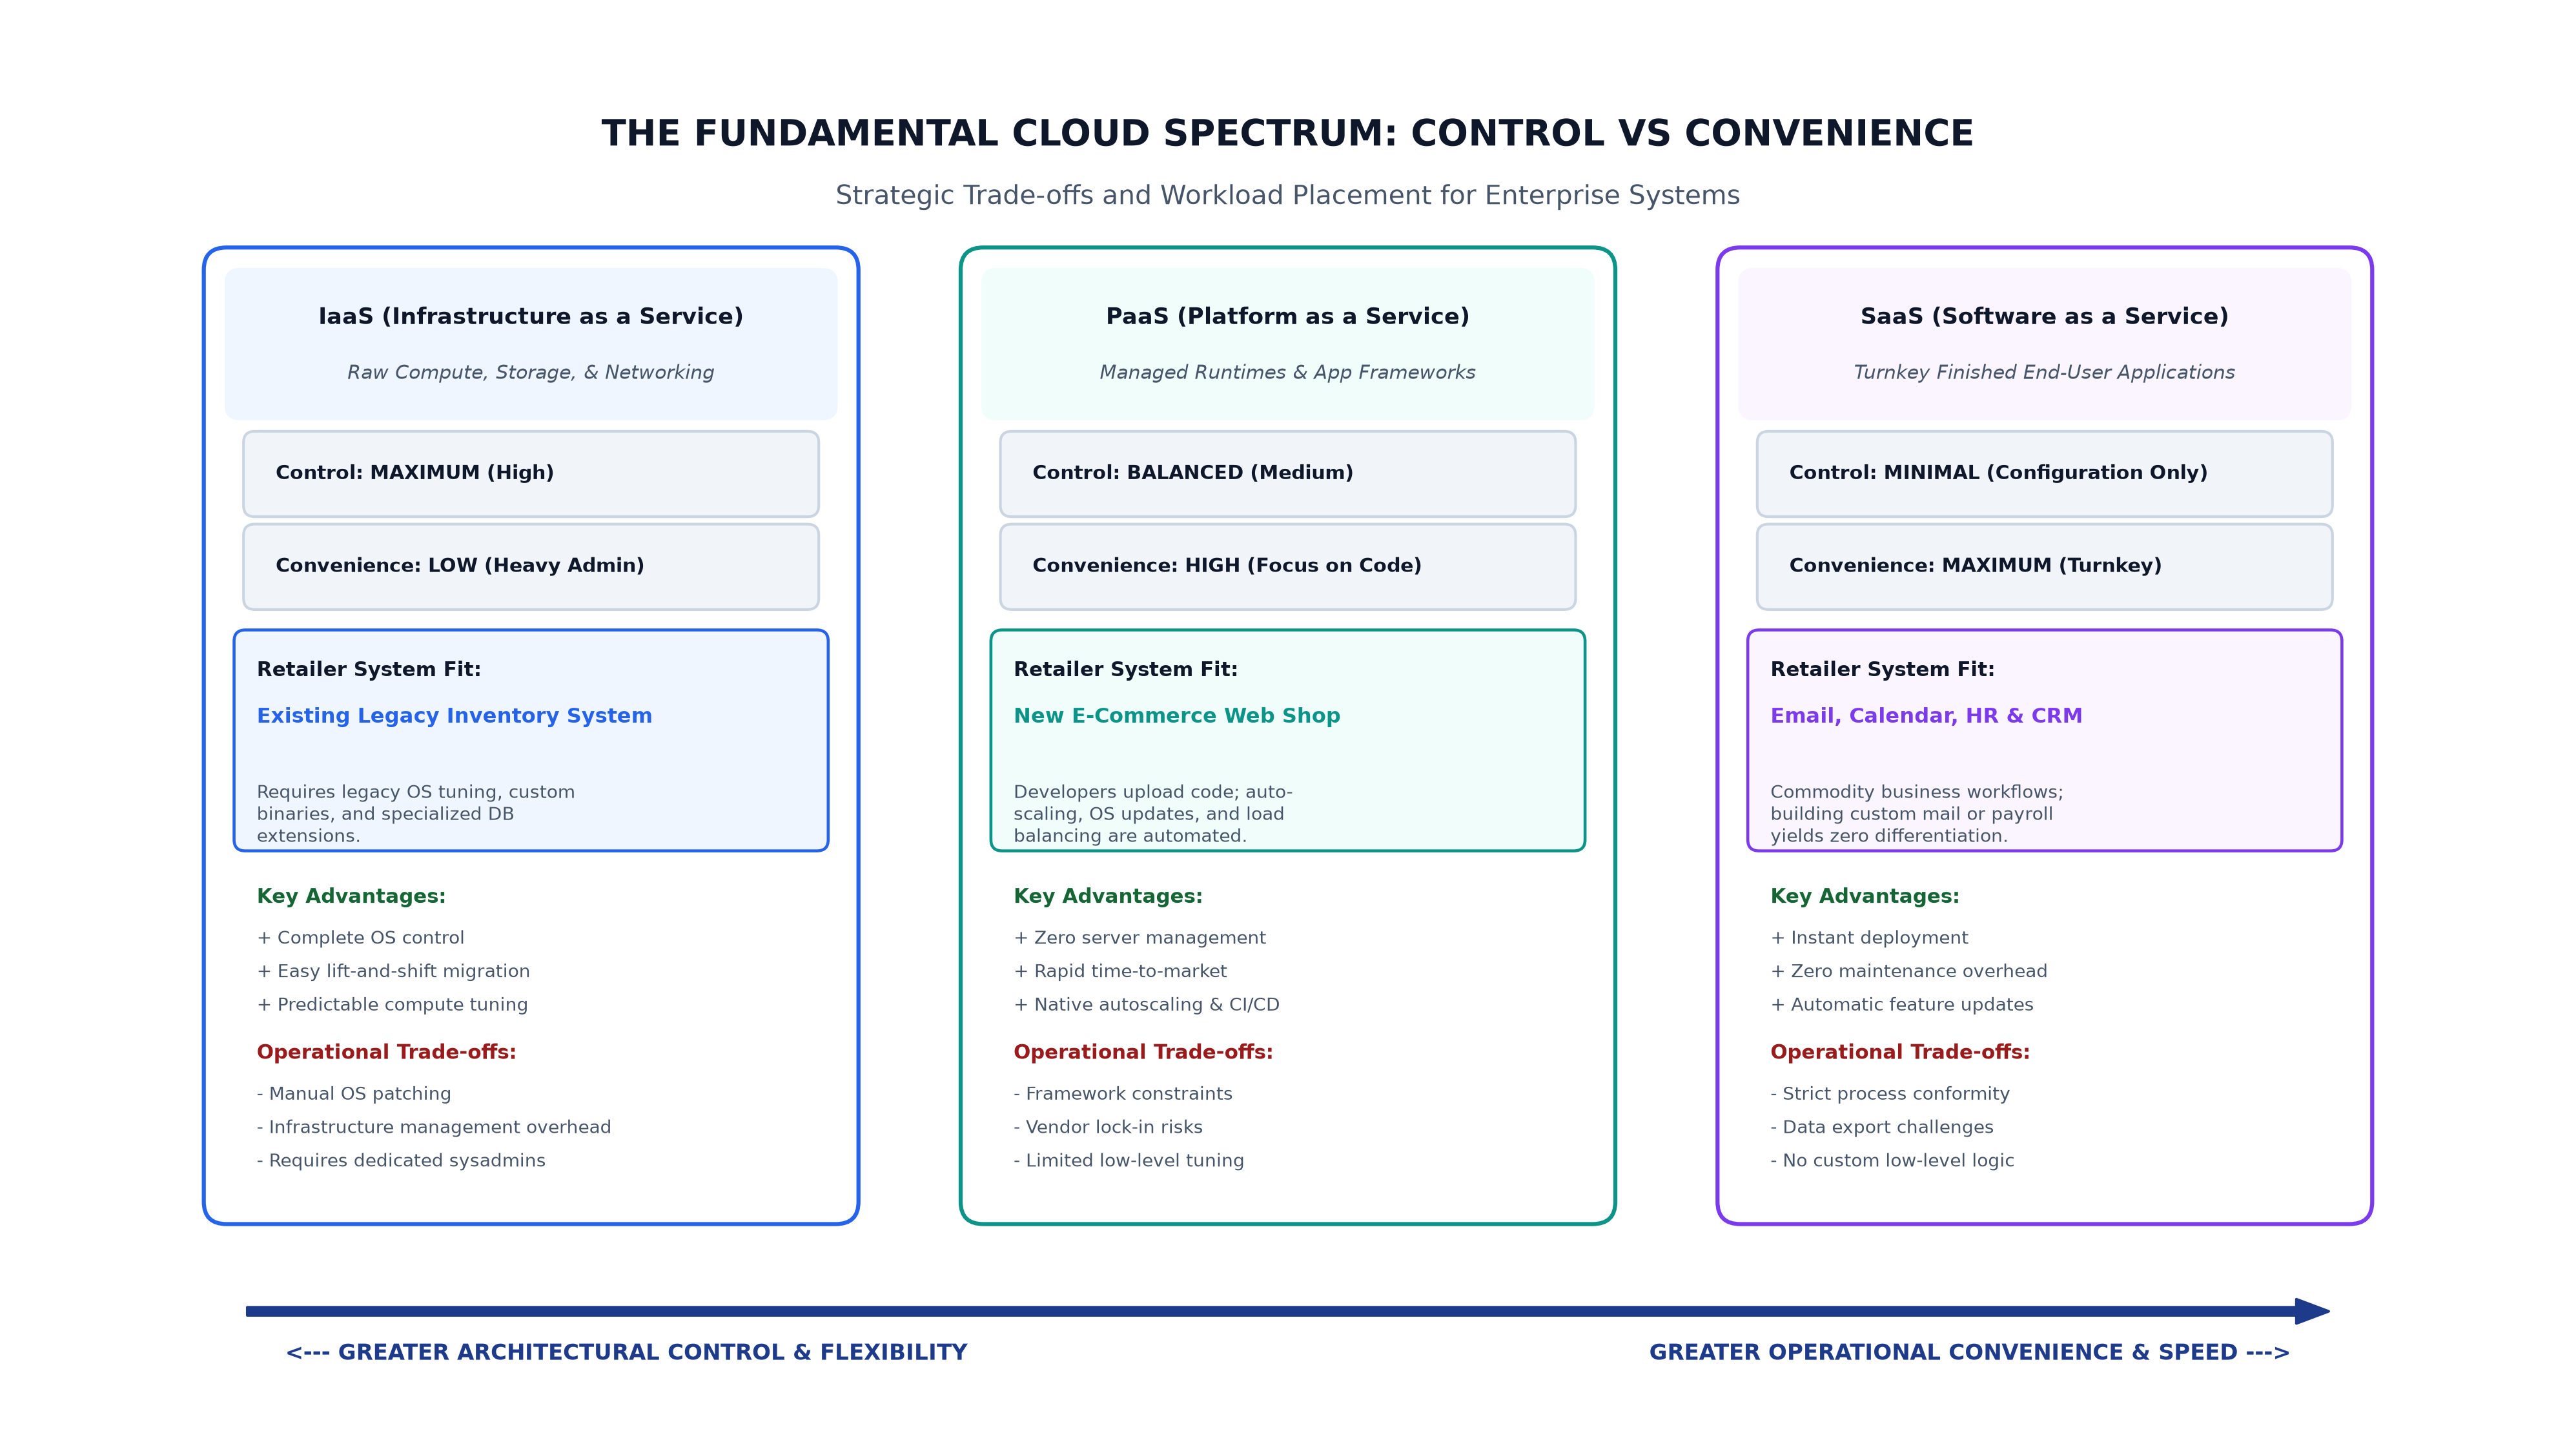 THE FUNDAMENTAL CLOUD SPECTRUM: CONTROL VS CONVENIENCE
Strategic Trade-offs and Workload Placement for Enterprise Systems
IaaS (Infrastructure as a Service)
Raw Compute, Storage, & Networking
Control: MAXIMUM (High)
Convenience: LOW (Heavy Admin)
Retailer System Fit:
Existing Legacy Inventory System
Requires legacy OS tuning, custom
binaries, and specialized DB
extensions.
Key Advantages:
+ Complete OS control
+ Easy lift-and-shift migration
+ Predictable compute tuning
Operational Trade-offs:
- Manual OS patching
- Infrastructure management overhead
- Requires dedicated sysadmins
PaaS (Platform as a Service)
Managed Runtimes & App Frameworks
Control: BALANCED (Medium)
Convenience: HIGH (Focus on Code)
Retailer System Fit:
New E-Commerce Web Shop
Developers upload code; auto-
scaling, OS updates, and load
balancing are automated.
Key Advantages:
+ Zero server management
+ Rapid time-to-market
+ Native autoscaling & CI/CD
Operational Trade-offs:
- Framework constraints
- Vendor lock-in risks
- Limited low-level tuning
SaaS (Software as a Service)
Turnkey Finished End-User Applications
Control: MINIMAL (Configuration Only)
Convenience: MAXIMUM (Turnkey)
Retailer System Fit:
Email, Calendar, HR & CRM
Commodity business workflows;
building custom mail or payroll
yields zero differentiation.
Key Advantages:
+ Instant deployment
+ Zero maintenance overhead
+ Automatic feature updates
Operational Trade-offs:
- Strict process conformity
- Data export challenges
- No custom low-level logic
<--- GREATER ARCHITECTURAL CONTROL & FLEXIBILITY
GREATER OPERATIONAL CONVENIENCE & SPEED --->